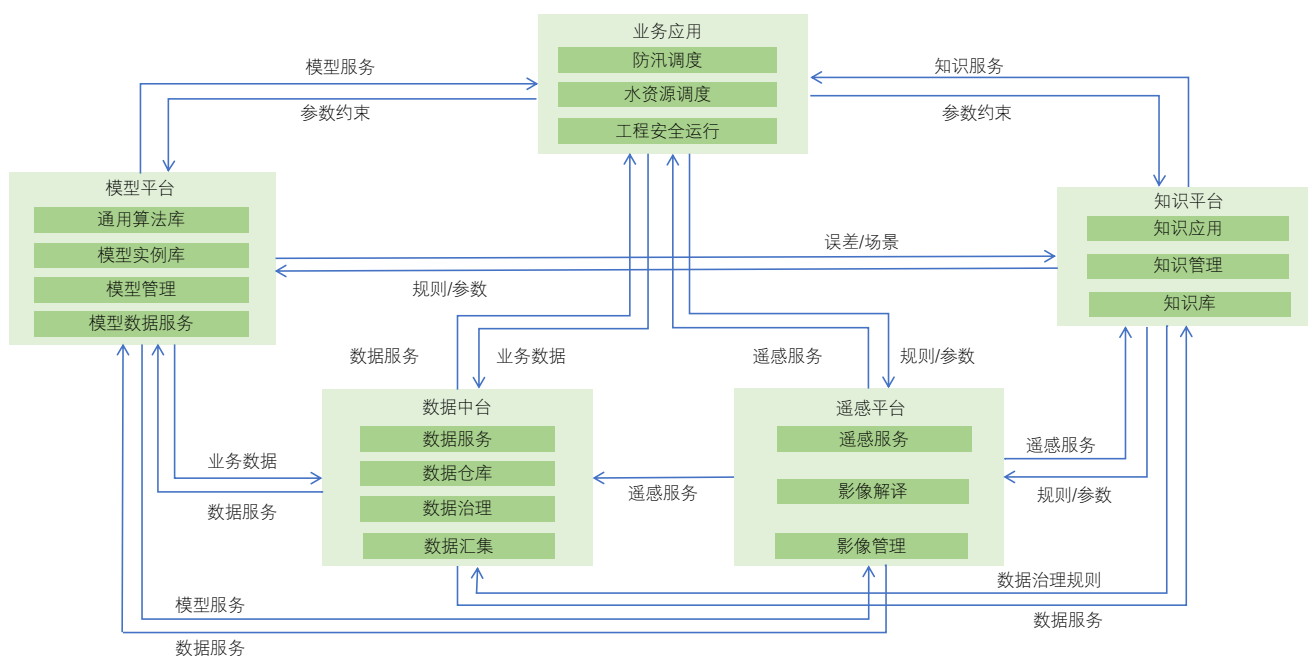 业务应用
防汛调度
水资源调度
工程安全运行
模型服务
参数约束
知识服务
参数约束
模型平台
通用算法库
模型实例库
模型管理
模型数据服务
知识平台
知识应用
知识管理
知识库
误差/场景
规则/参数
数据服务
业务数据
遥感服务
规则/参数
数据中台
数据服务
数据仓库
数据治理
数据汇集
遥感平台
遥感服务
影像解译
影像管理
业务数据
数据服务
遥感服务
遥感服务
规则/参数
数据治理规则
数据服务
模型服务
数据服务